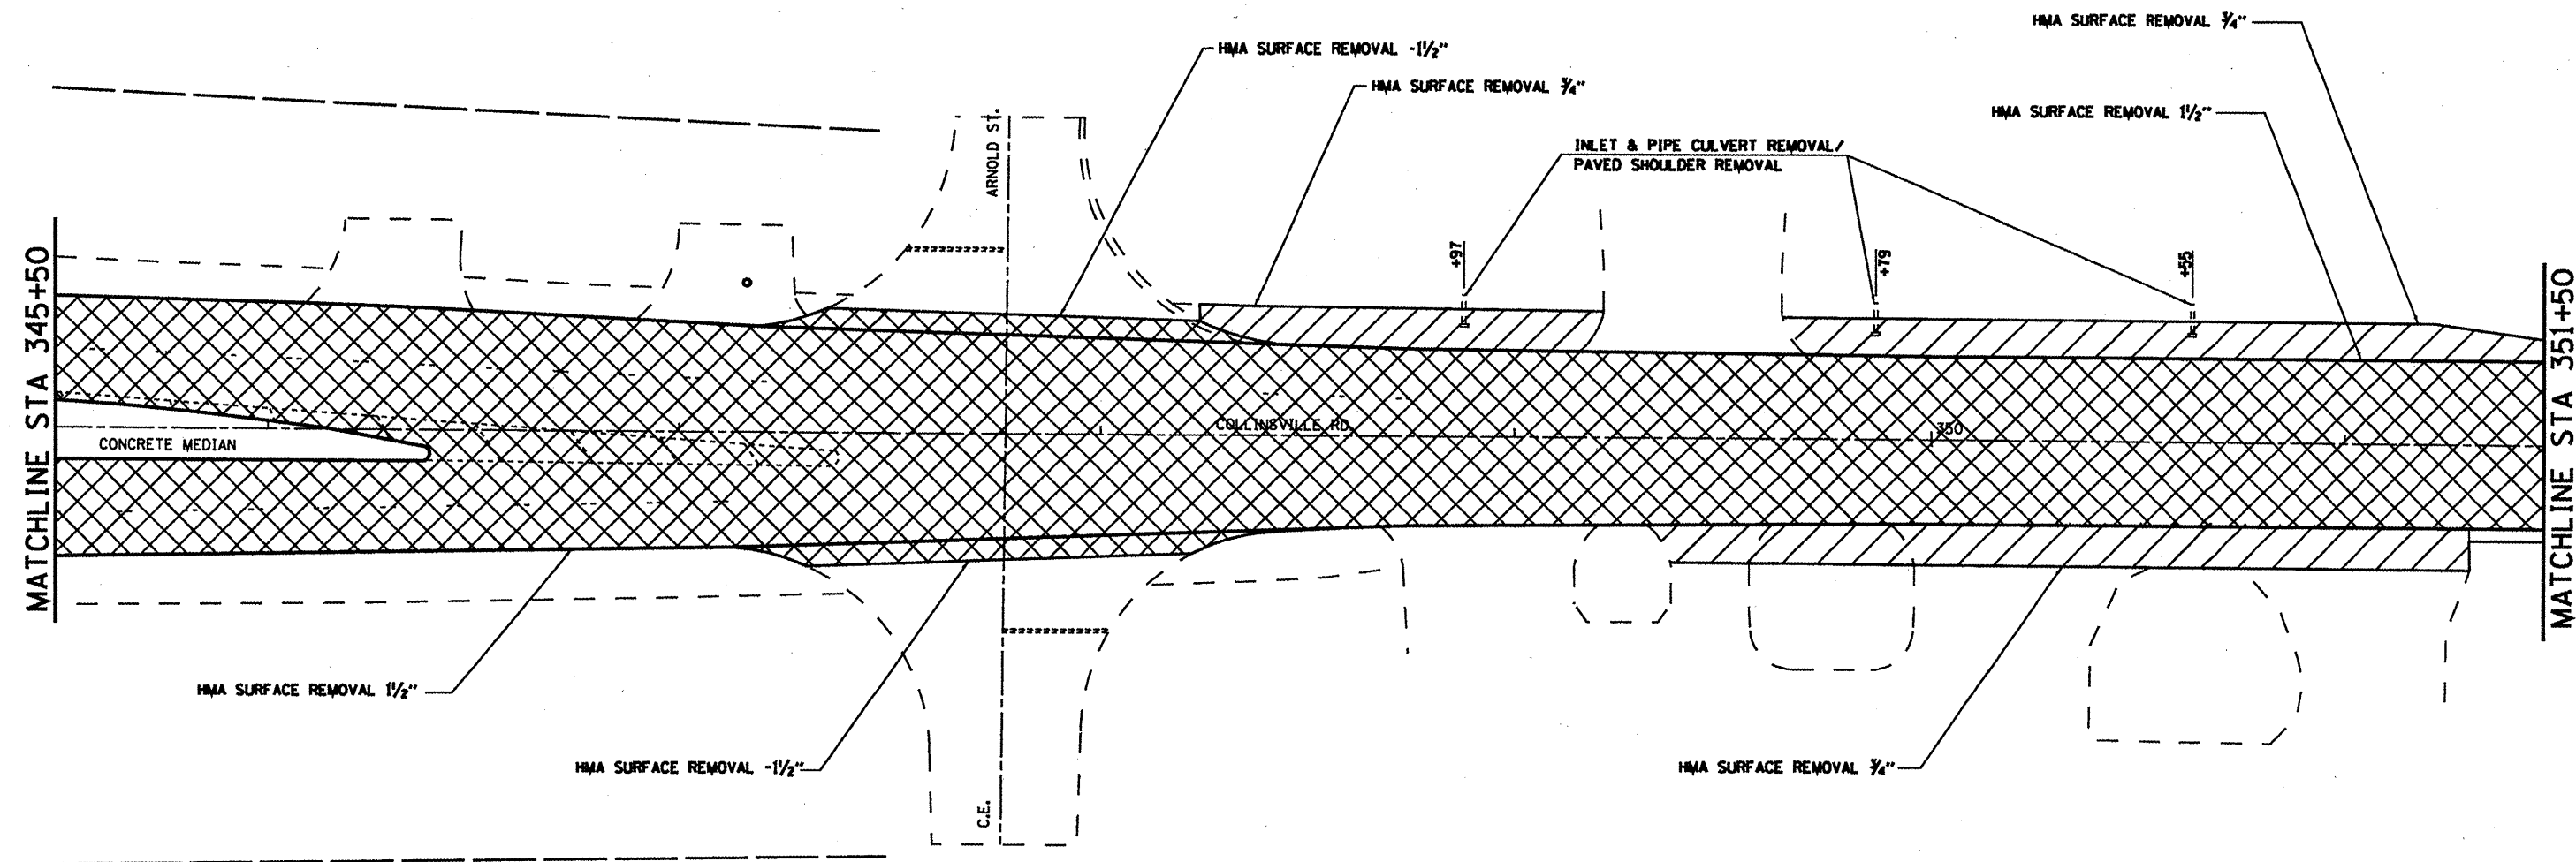 HMA SURFACE REMOVAL 3/4"
HMA SURFACE REMOVAL -1 1/2"
HMA SURFACE REMOVAL 3/4"
HMA SURFACE REMOVAL 1 1/2"
ARNOLD ST.
INLET & PIPE CULVERT REMOVAL/
PAVED SHOULDER REMOVAL
+97
+79
+55
MATCHLINE STA 345+50
MATCHLINE STA 351+50
CONCRETE MEDIAN
COLLINSVILLE RD.
350
HMA SURFACE REMOVAL 1 1/2"
HMA SURFACE REMOVAL -1 1/2"
HMA SURFACE REMOVAL 3/4"
C.E.